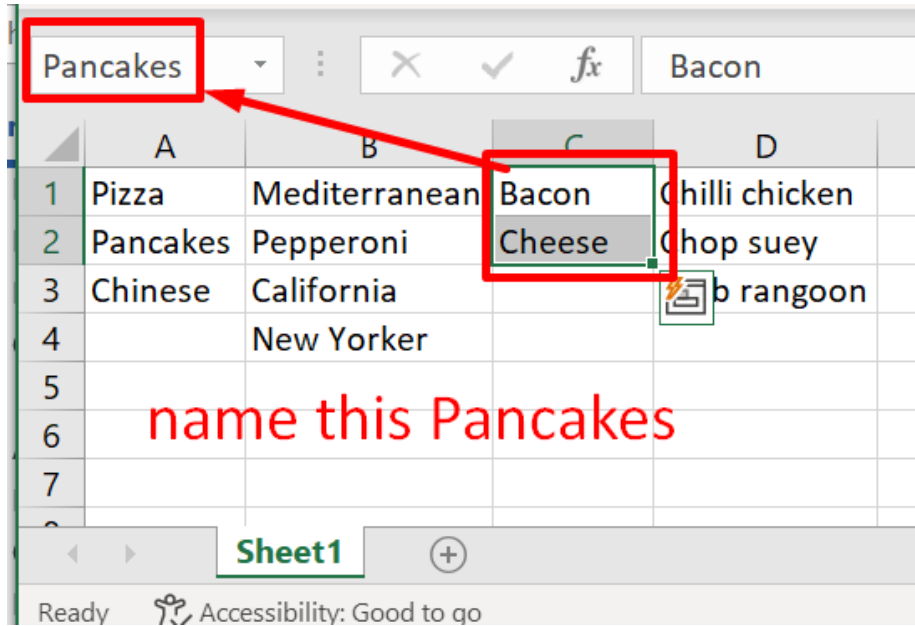 Pancakes fx Bacon
A B C D
1 Pizza Mediterranean Bacon Chilli chicken
2 Pancakes Pepperoni Cheese Chop suey
3 Chinese California b rangoon
4 New Yorker
5
6
name this Pancakes
7
Sheet1
Ready Accessibility: Good to go